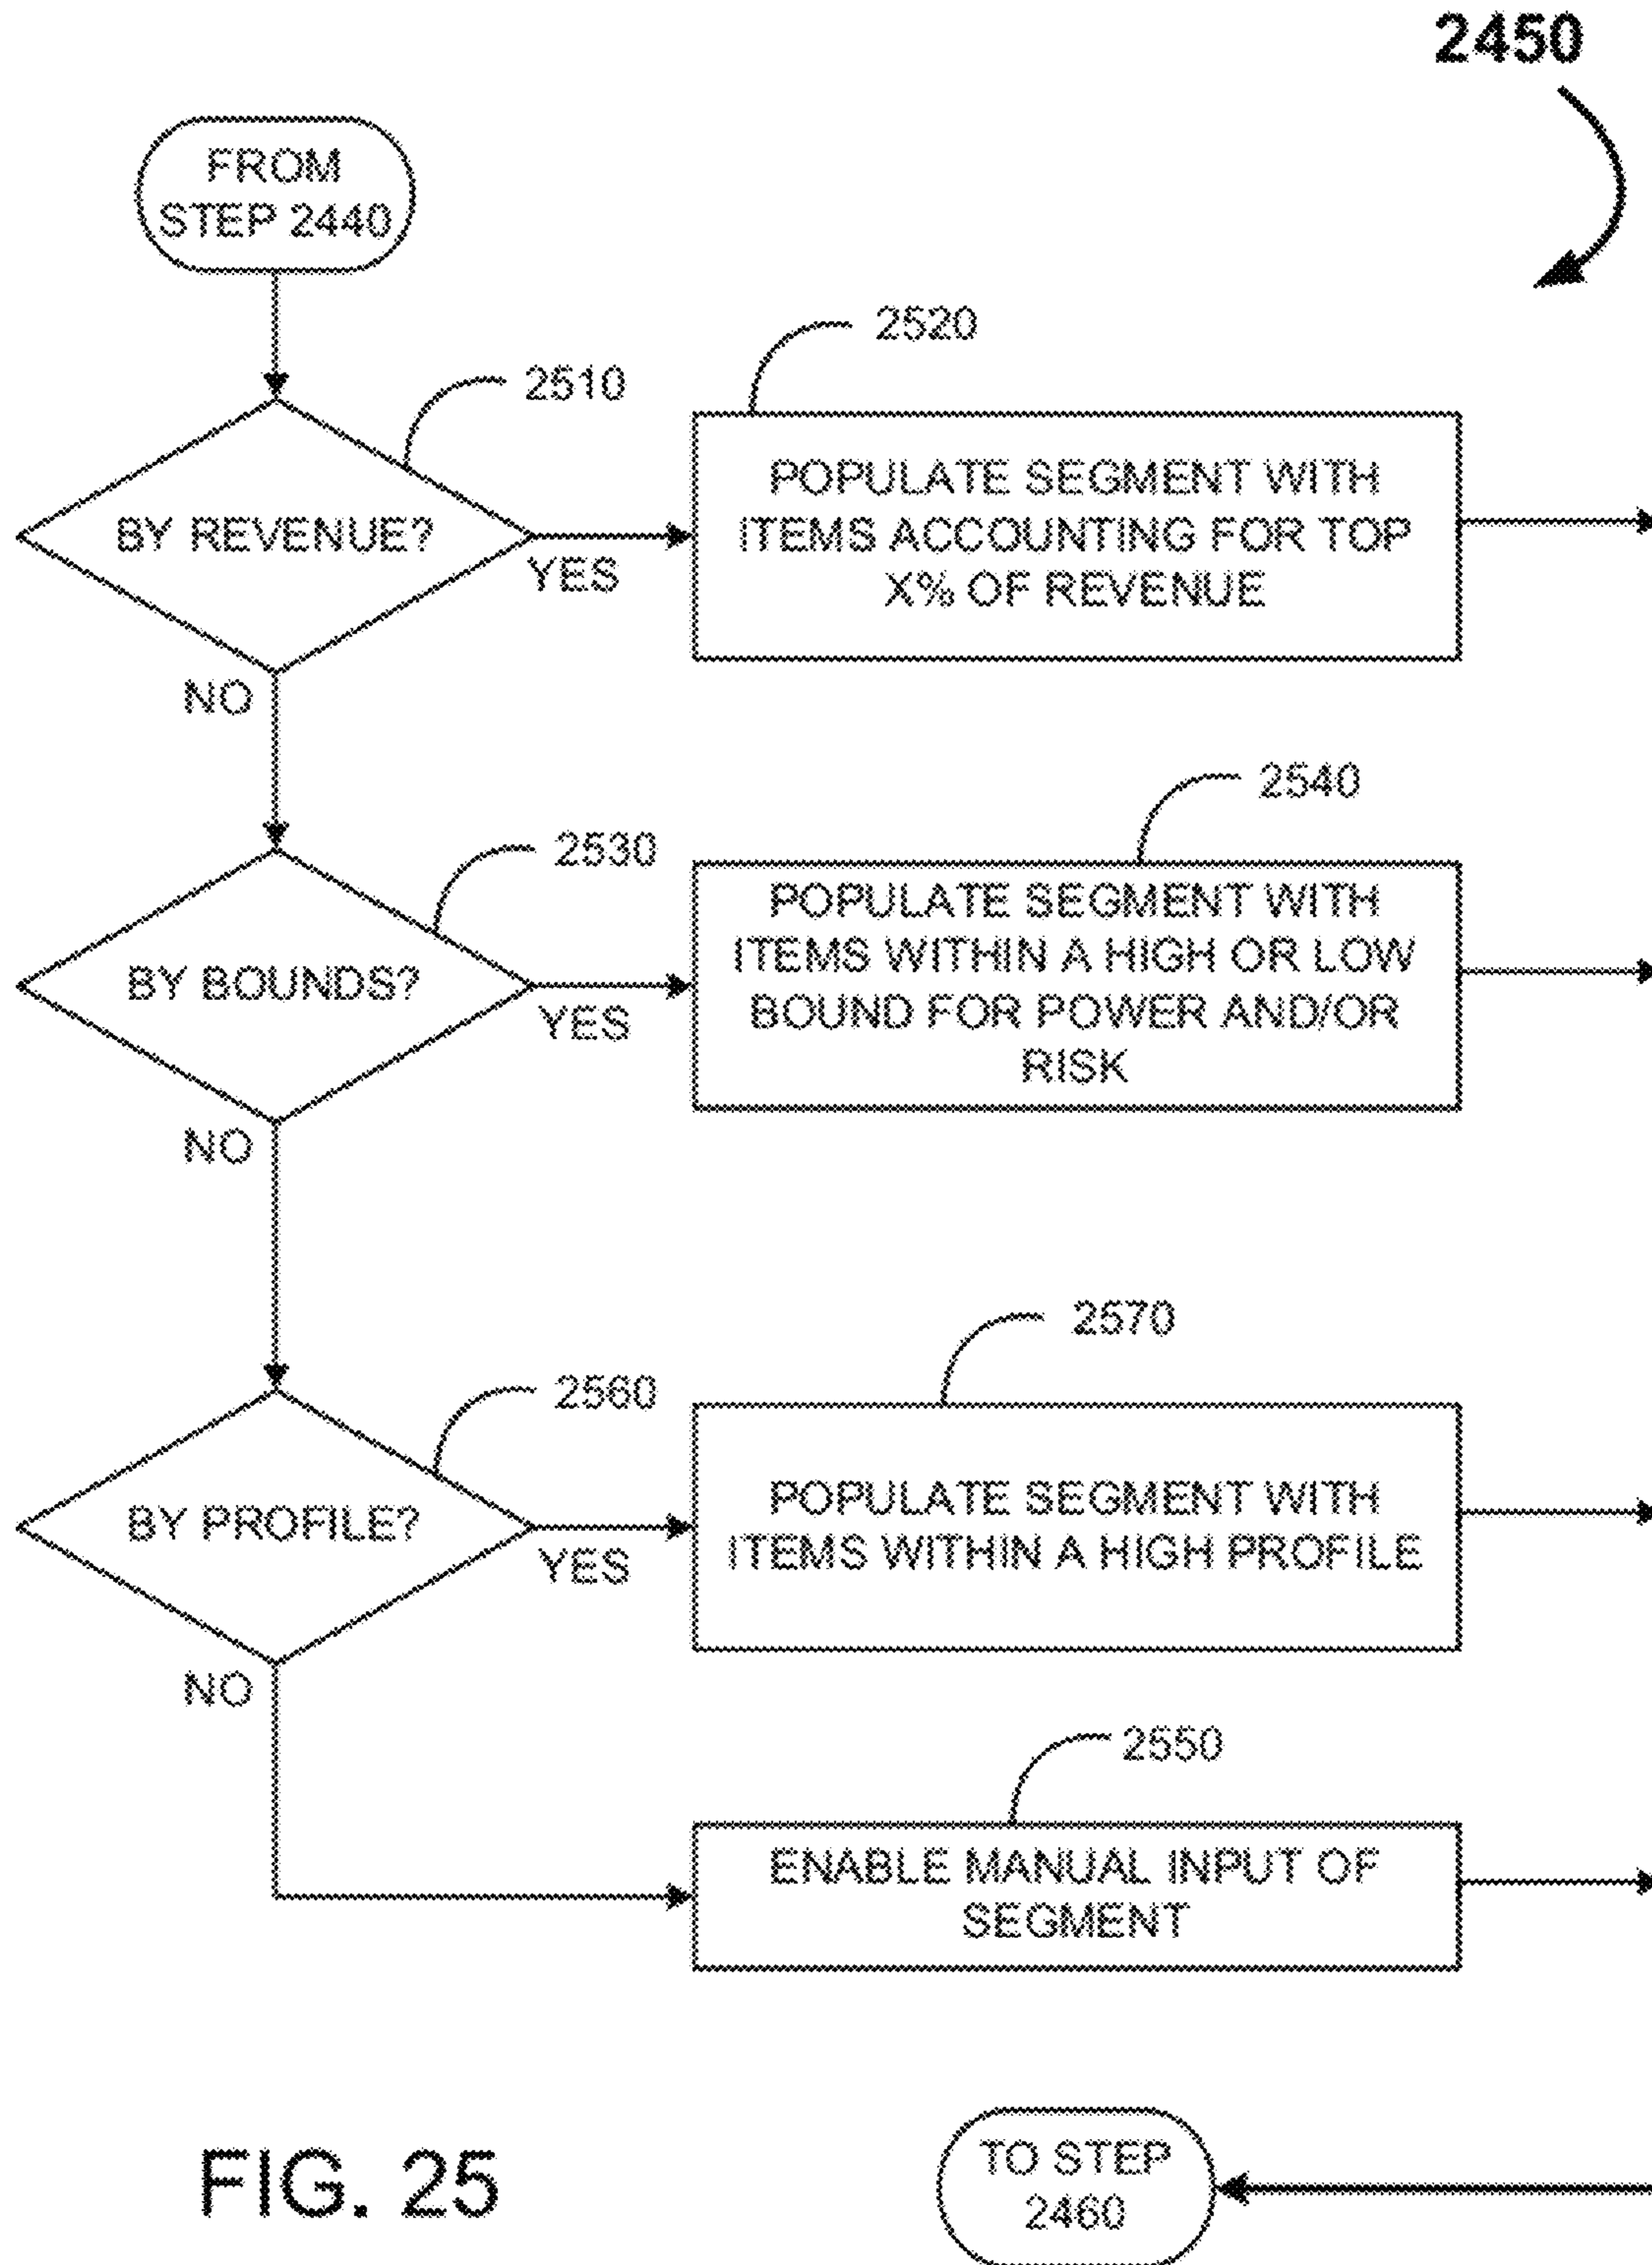 2450
FROM
STEP 2440
2520
2510
POPULATE SEGMENT WITH
ITEMS ACCOUNTING FOR TOP
X% OF REVENUE
BY REVENUE?
YES
NO
2540
2530
POPULATE SEGMENT WITH
ITEMS WITHIN A HIGH OR LOW
BOUND FOR POWER AND/OR
RISK
BY BOUNDS?
YES
NO
2570
2560
POPULATE SEGMENT WITH
ITEMS WITHIN A HIGH PROFILE
BY PROFILE?
YES
NO
2550
ENABLE MANUAL INPUT OF
SEGMENT
TO STEP
2460
FIG. 25